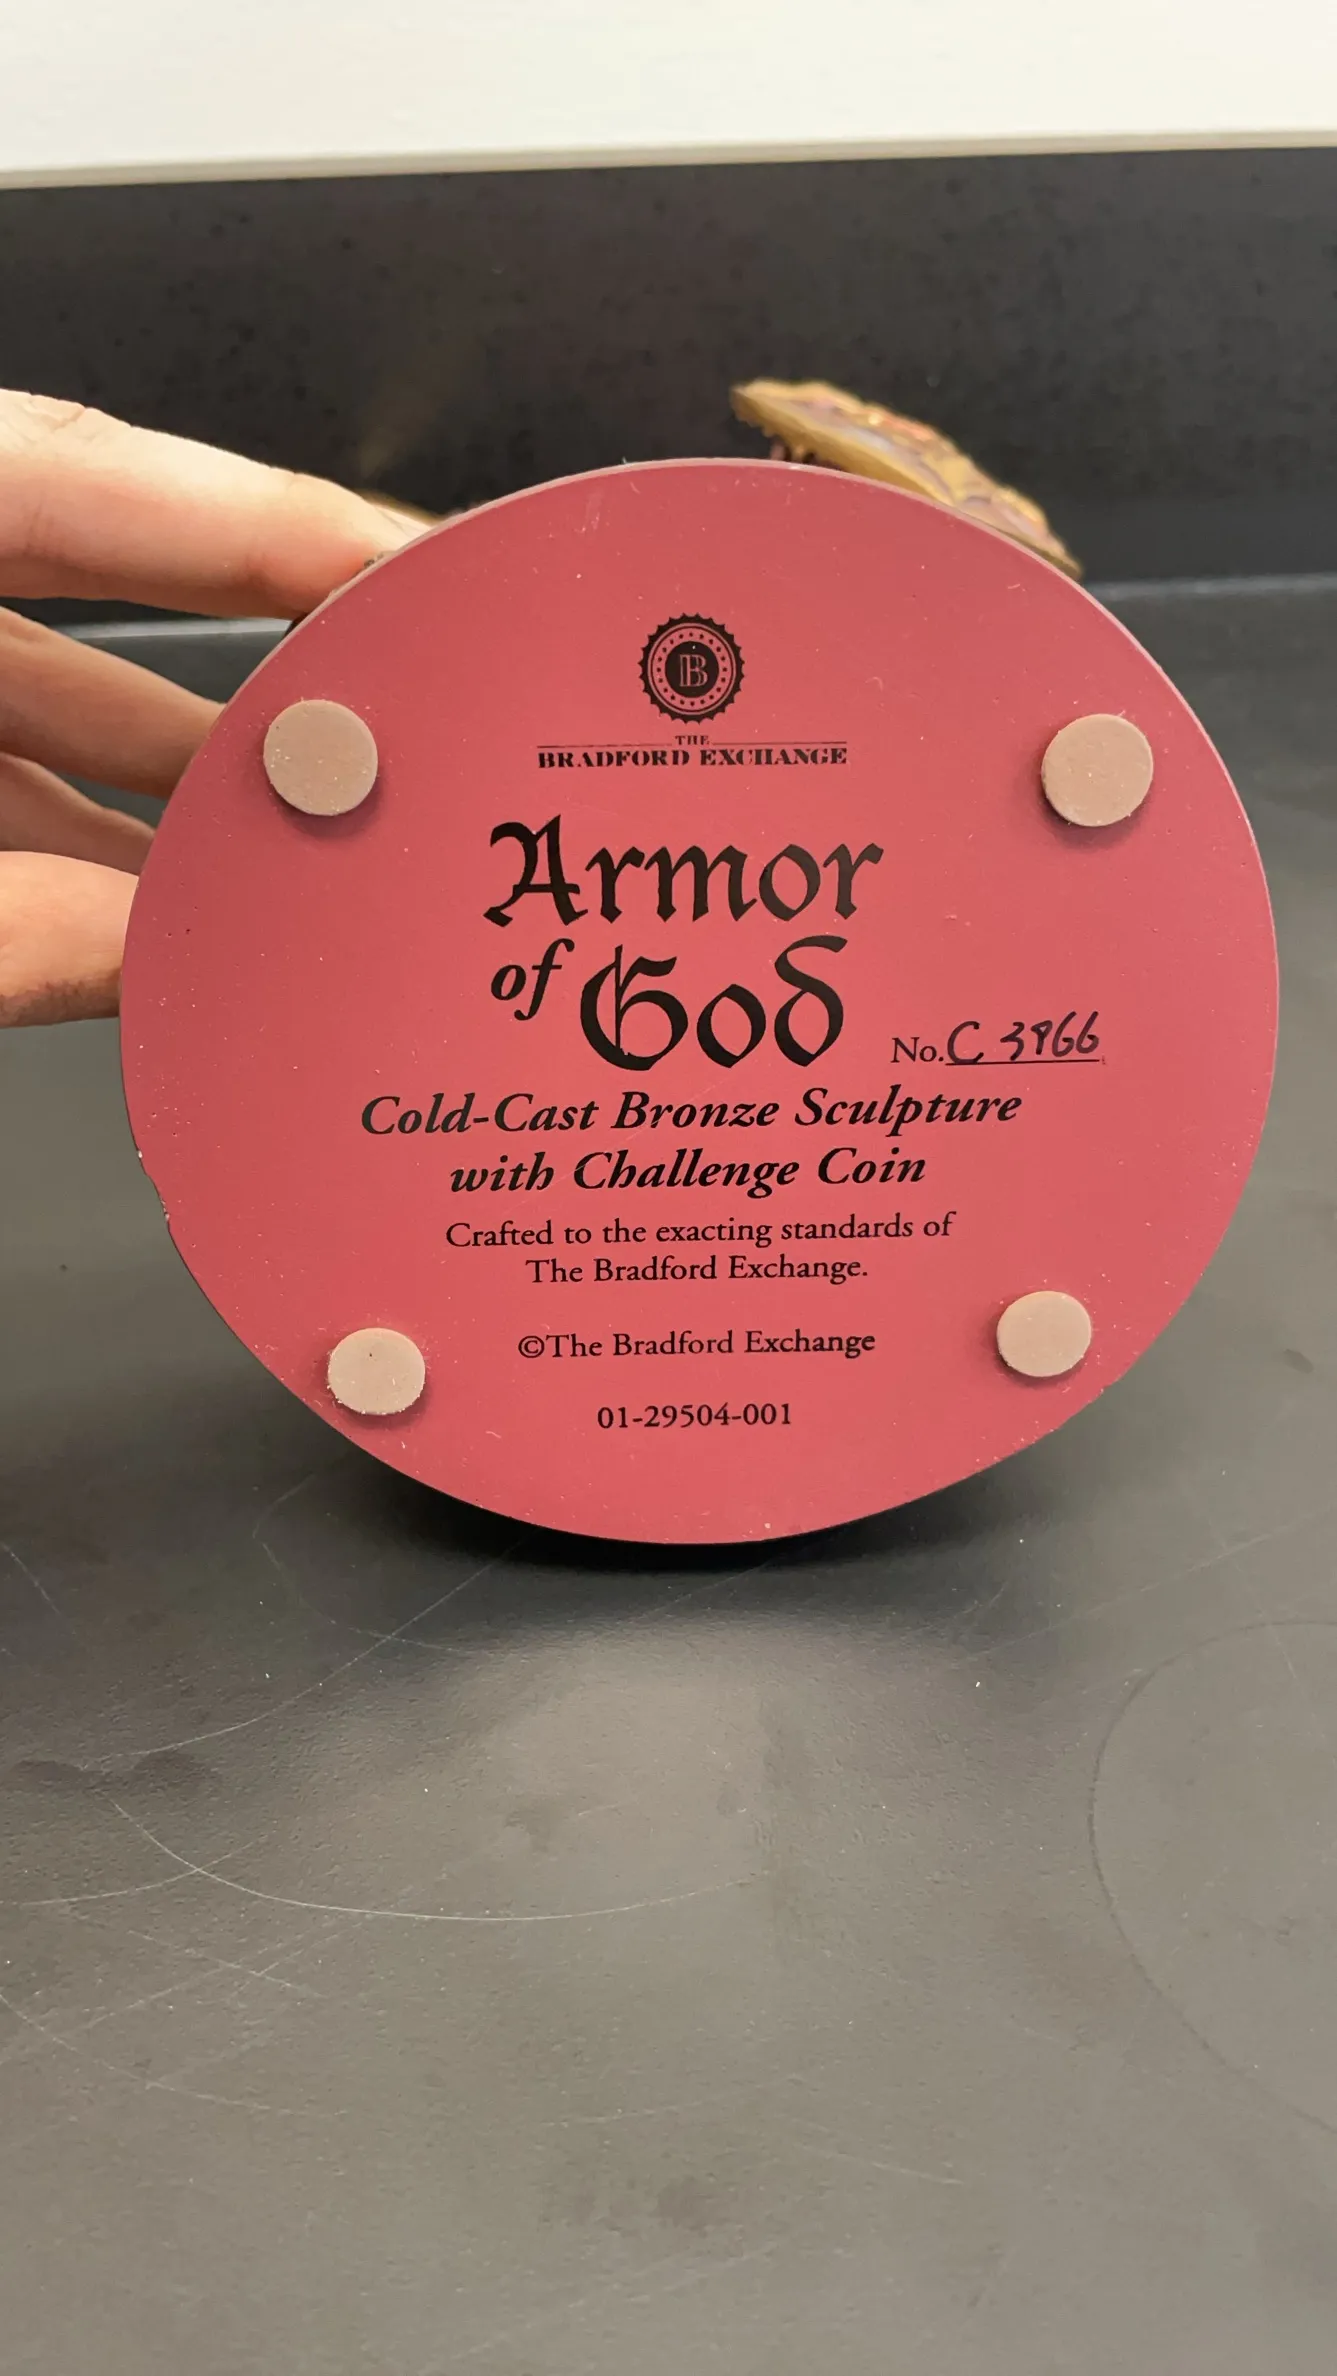 B
THE
BRADFORD EXCHANGE
Armor
of God
No. C 3966
Cold-Cast Bronze Sculpture
with Challenge Coin
Crafted to the exacting standards of
The Bradford Exchange.
©The Bradford Exchange
01-29504-001